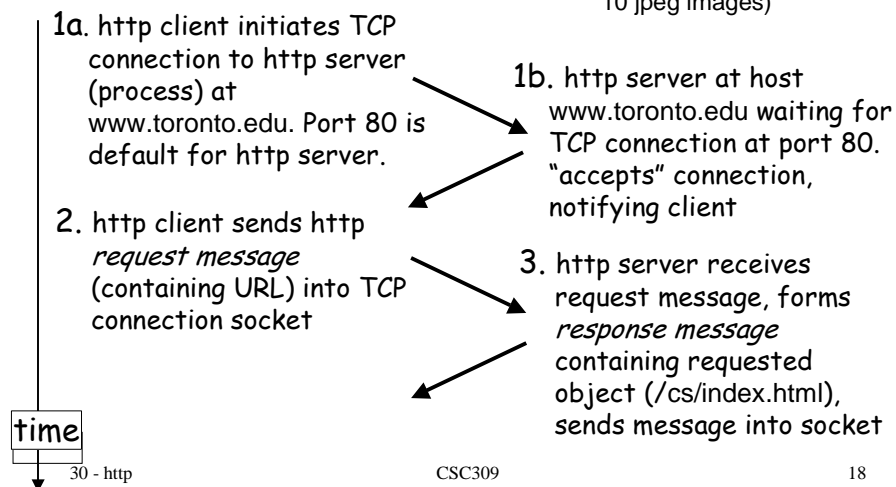 10 jpeg images)
1a. http client initiates TCP
connection to http server
(process) at
www.toronto.edu. Port 80 is
default for http server.
1b. http server at host
www.toronto.edu waiting for
TCP connection at port 80.
"accepts" connection,
notifying client
2. http client sends http
request message
(containing URL) into TCP
connection socket
3. http server receives
request message, forms
response message
containing requested
object (/cs/index.html),
sends message into socket
time
30 - http
CSC309
18